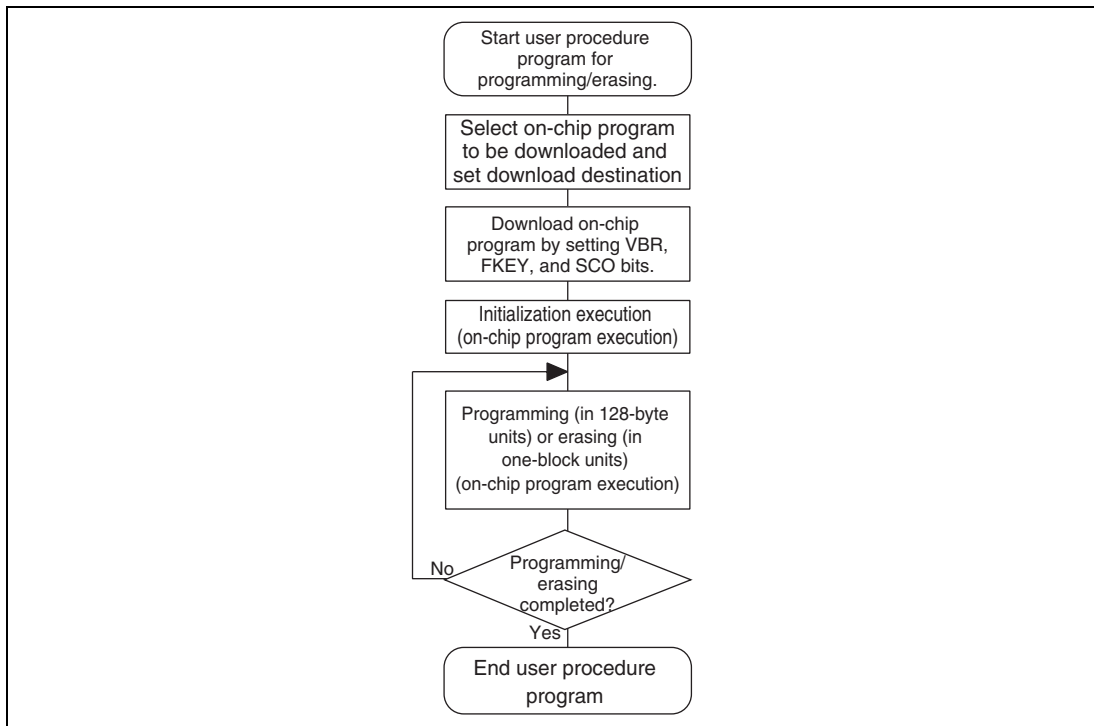 Start user procedure
program for
programming/erasing.
Select on-chip program
to be downloaded and
set download destination
Download on-chip
program by setting VBR,
FKEY, and SCO bits.
Initialization execution
(on-chip program execution)
Programming (in 128-byte
units) or erasing (in
one-block units)
(on-chip program execution)
No
Programming/
erasing
completed?
Yes
End user procedure
program